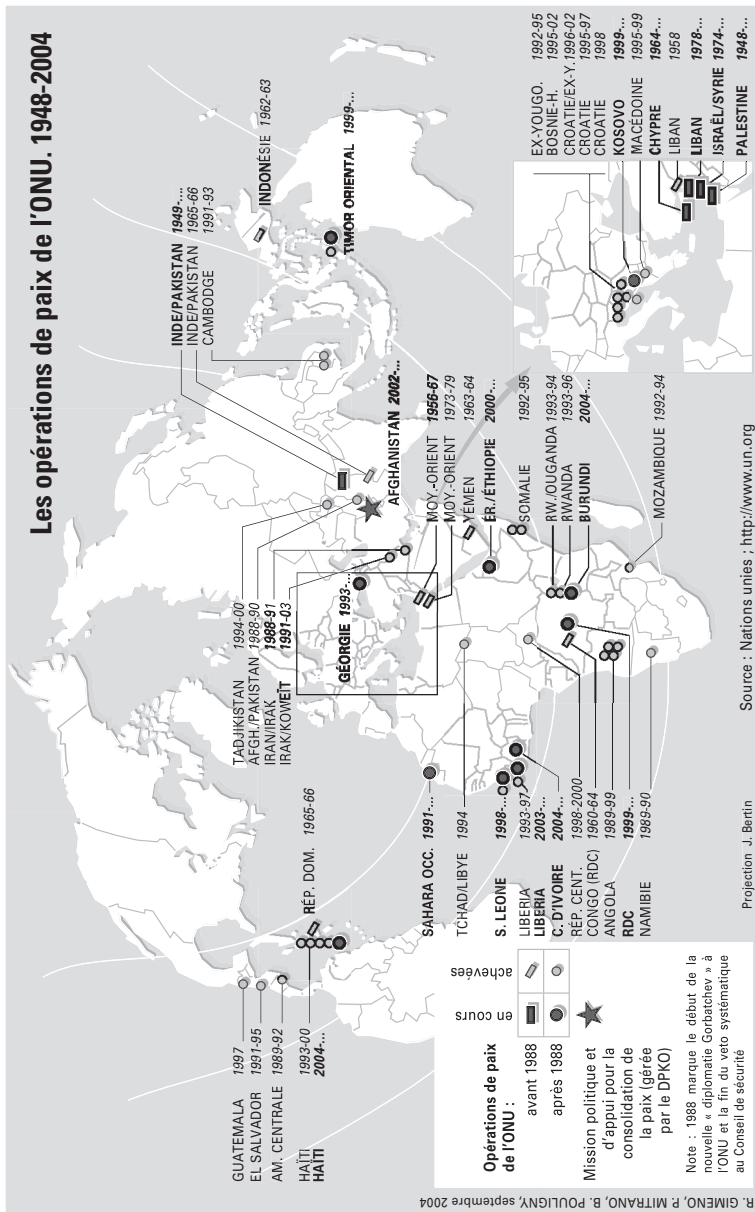 Les opérations de paix de l'ONU. 1948-2004
GUATEMALA 1997
EL SALVADOR 1991-95
AM. CENTRALE 1989-92
HAÏTI 1993-00
HAÏTI 2004-...
RÉP. DOM. 1965-66
TADJIKISTAN 1994-00
AFGH./PAKISTAN 1988-90
IRAN/IRAK 1988-91
IRAK/KOWEÏT 1991-03
GÉORGIE 1993-...
INDE/PAKISTAN 1949-...
INDE/PAKISTAN 1965-66
CAMBODGE 1991-93
INDONÉSIE 1962-63
TIMOR ORIENTAL 1999-...
AFGHANISTAN 2002-...
MOY.-ORIENT 1956-67
MOY.-ORIENT 1973-79
YÉMEN 1963-64
ÉR./ÉTHIOPIE 2000-...
SOMALIE 1992-95
RW./OUGANDA 1993-94
RWANDA 1993-96
BURUNDI 2004-...
MOZAMBIQUE 1992-94
SAHARA OCC. 1991-...
TCHAD/LIBYE 1994
S. LEONE 1998-...
LIBERIA 1993-97
LIBERIA 2003-...
C. D'IVOIRE 2004-...
RÉP. CENT. 1998-2000
CONGO (RDC) 1960-64
ANGOLA 1989-99
RDC 1999-...
NAMIBIE 1989-90
EX-YOUGO. 1992-95
BOSNIE-H. 1995-02
CROATIE/EX-Y. 1996-02
CROATIE 1995-97
CROATIE 1998
KOSOVO 1999-...
MACÉDOINE 1995-99
CHYPRE 1964-...
LIBAN 1958
LIBAN 1978-...
ISRAËL/SYRIE 1974-...
PALESTINE 1948-...
Opérations de paix
de l'ONU :
en cours
achevées
avant 1988
après 1988
Mission politique et
d'appui pour la
consolidation de
la paix (gérée
par le DPKO)
Note : 1988 marque le début de la
nouvelle « diplomatie Gorbatchev » à
l'ONU et la fin du veto systématique
au Conseil de sécurité
Projection J. Bertin
Source : Nations unies ; http://www.un.org
R. GIMENO, P. MITRANO, B. POULIGNY, septembre 2004